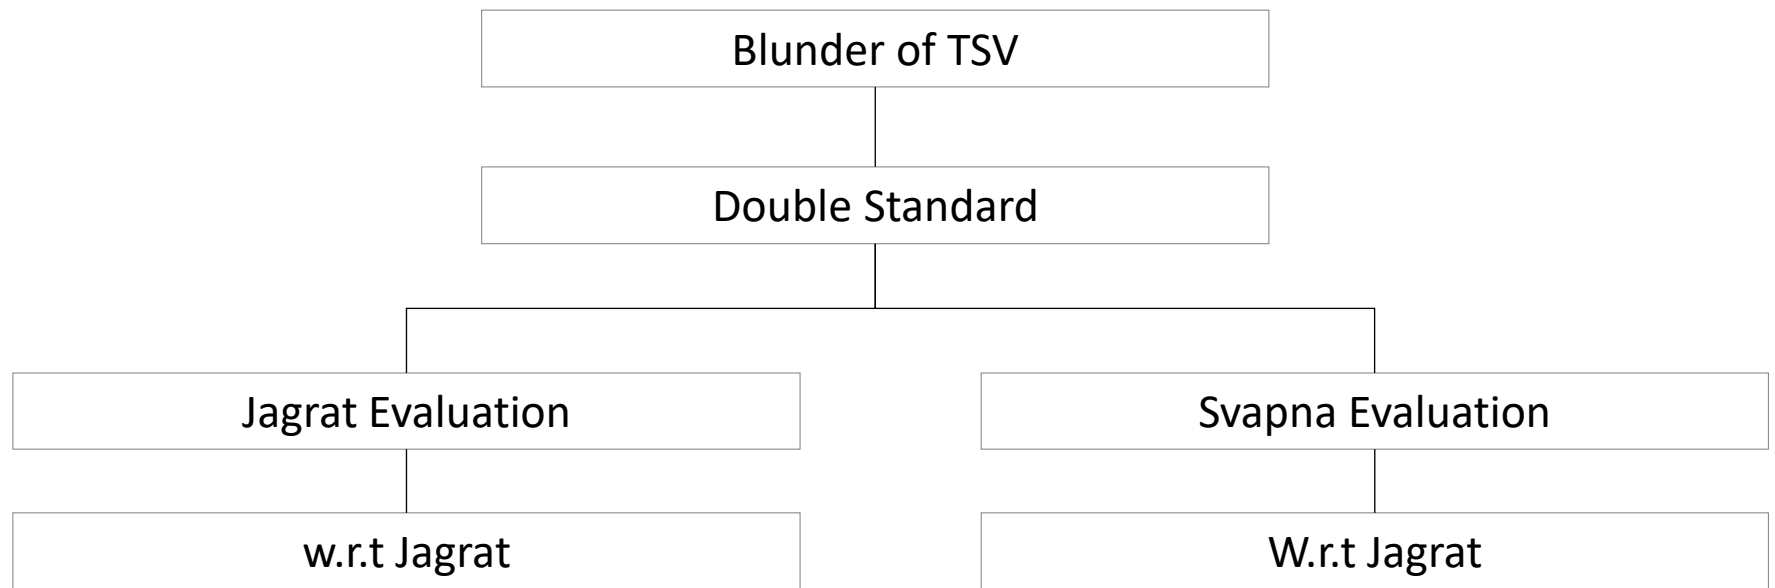 Blunder of TSV
Double Standard
Jagrat Evaluation
Svapna Evaluation
w.r.t Jagrat
W.r.t Jagrat